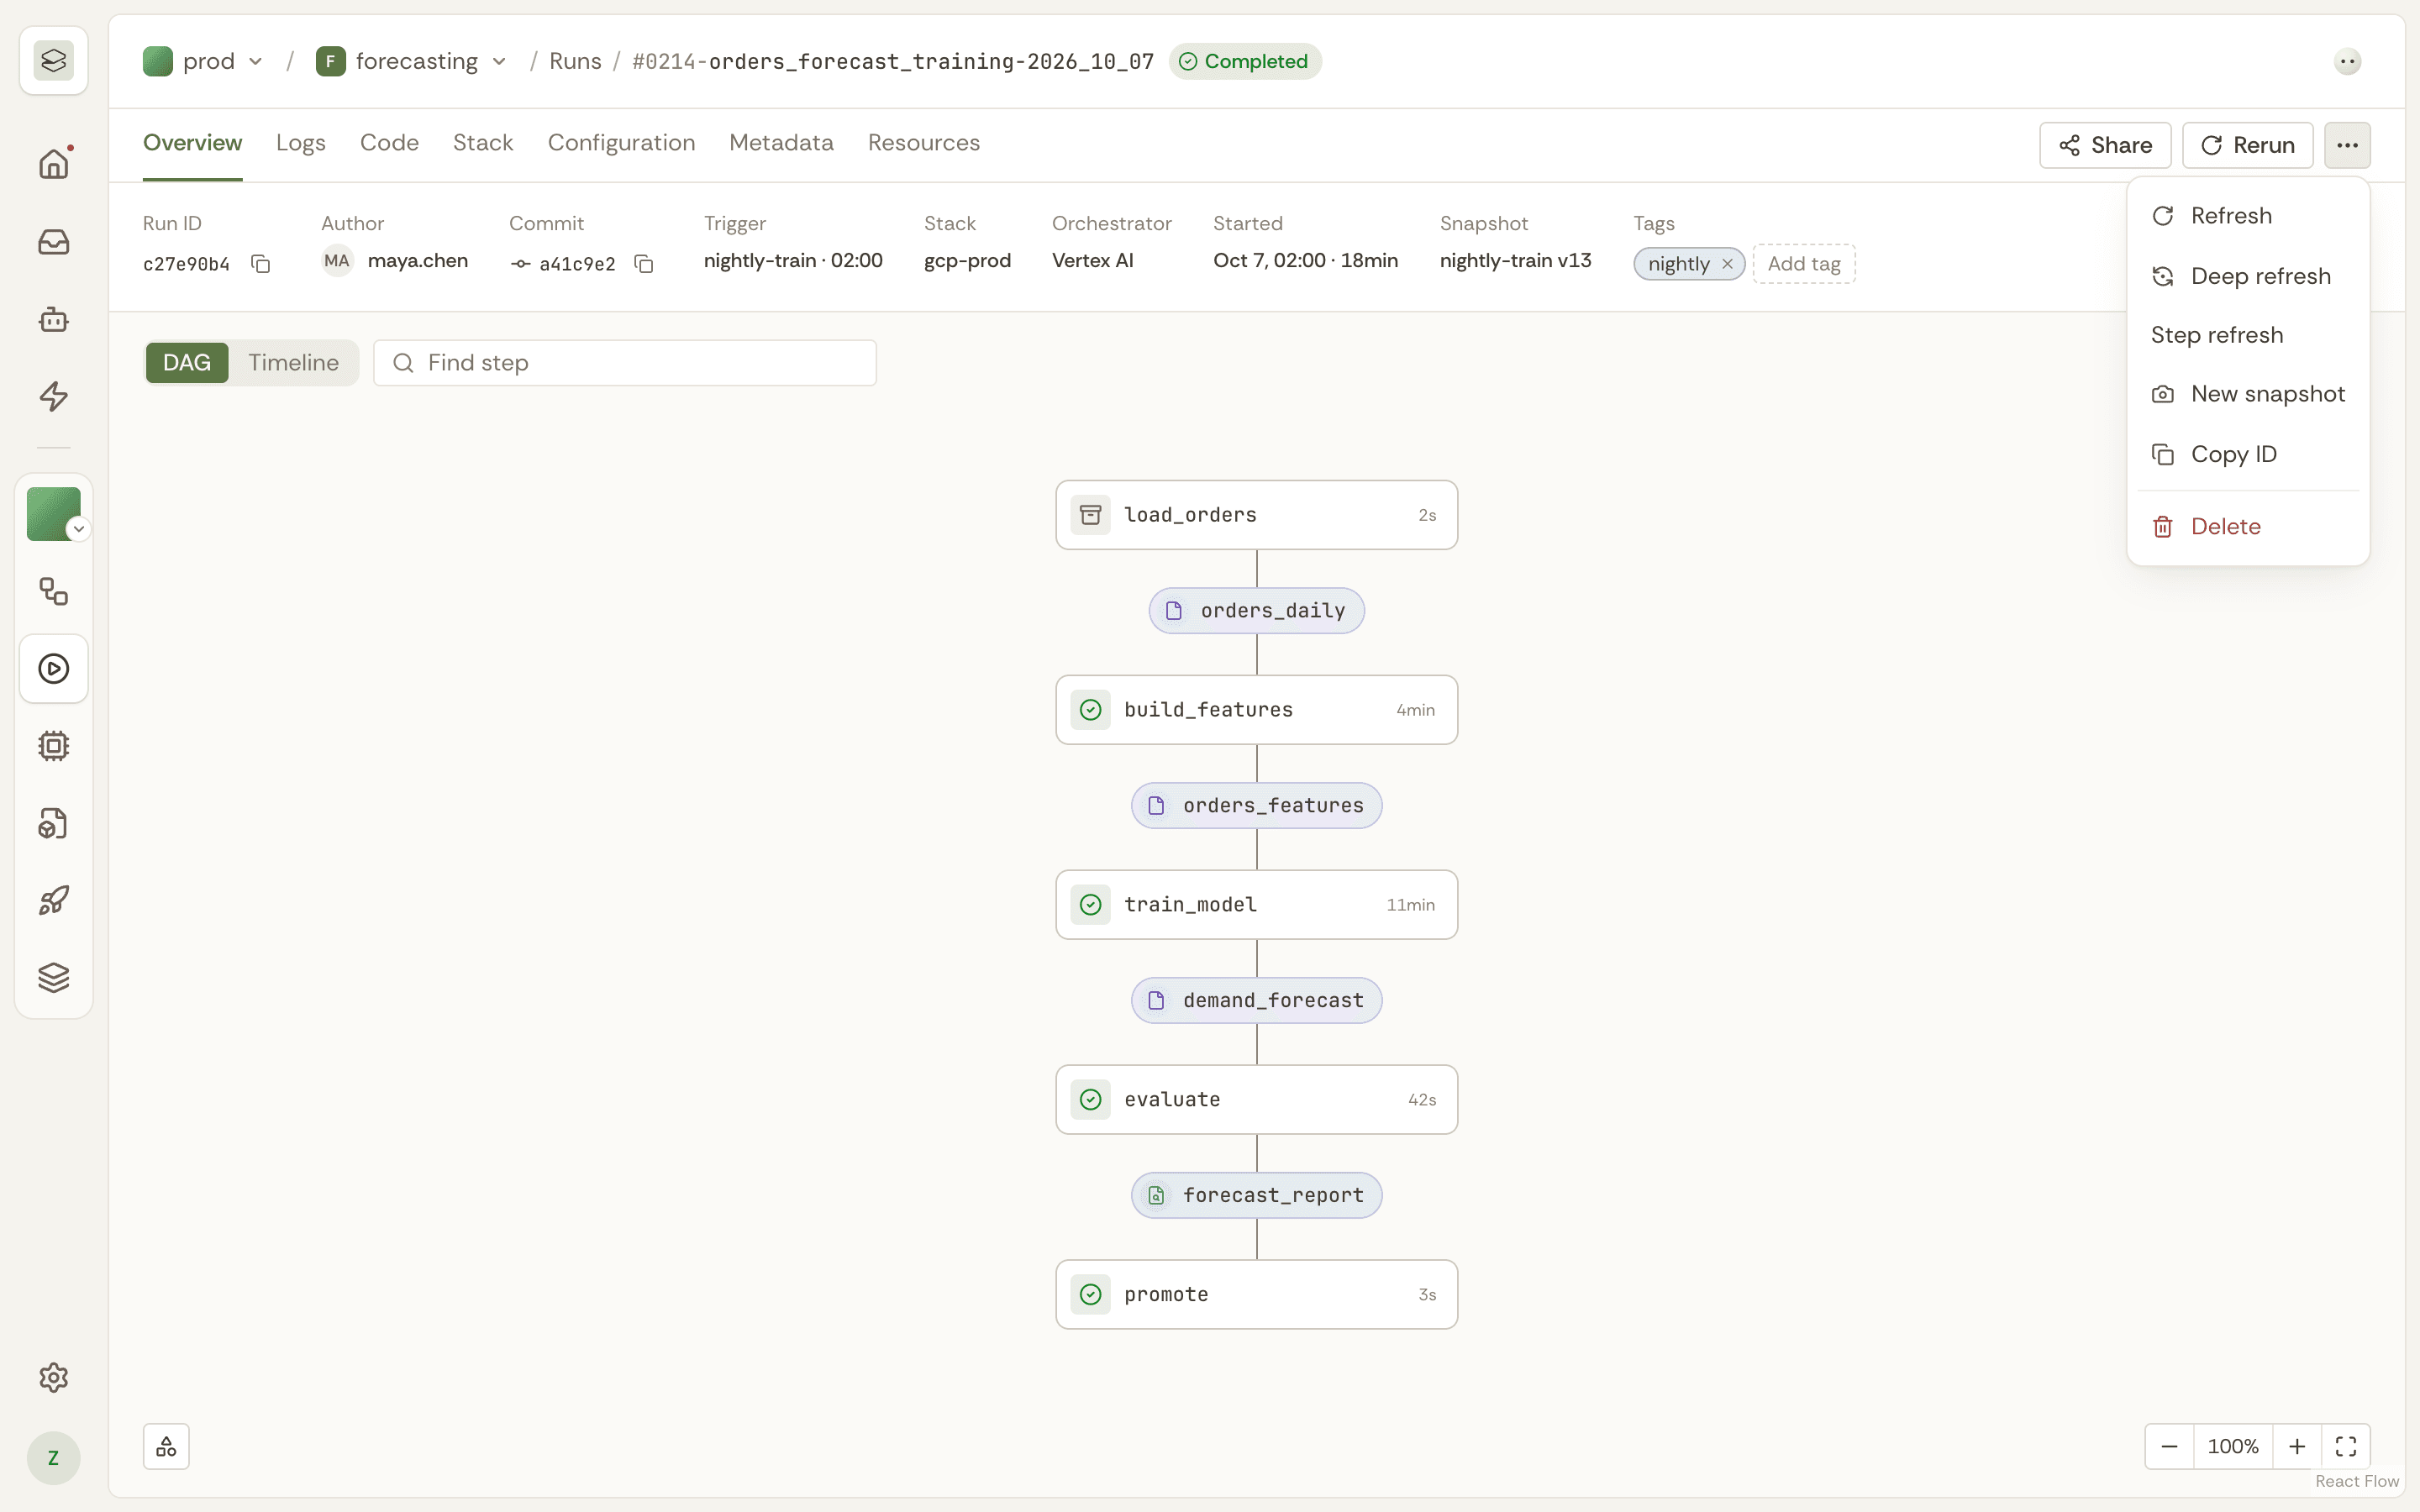 prod / F forecasting / Runs / #0214-orders_forecast_training-2026_10_07 Completed
Overview Logs Code Stack Configuration Metadata Resources Share Rerun
Run ID Author Commit Trigger Stack Orchestrator Started Snapshot Tags
c27e90b4 MA maya.chen a41c9e2 nightly-train · 02:00 gcp-prod Vertex AI Oct 7, 02:00 · 18min nightly-train v13 nightly Add tag
Refresh
Deep refresh
Step refresh
New snapshot
Copy ID
Delete
DAG Timeline Find step
load_orders 2s
orders_daily
build_features 4min
orders_features
train_model 11min
demand_forecast
evaluate 42s
forecast_report
promote 3s
Z
100%
React Flow